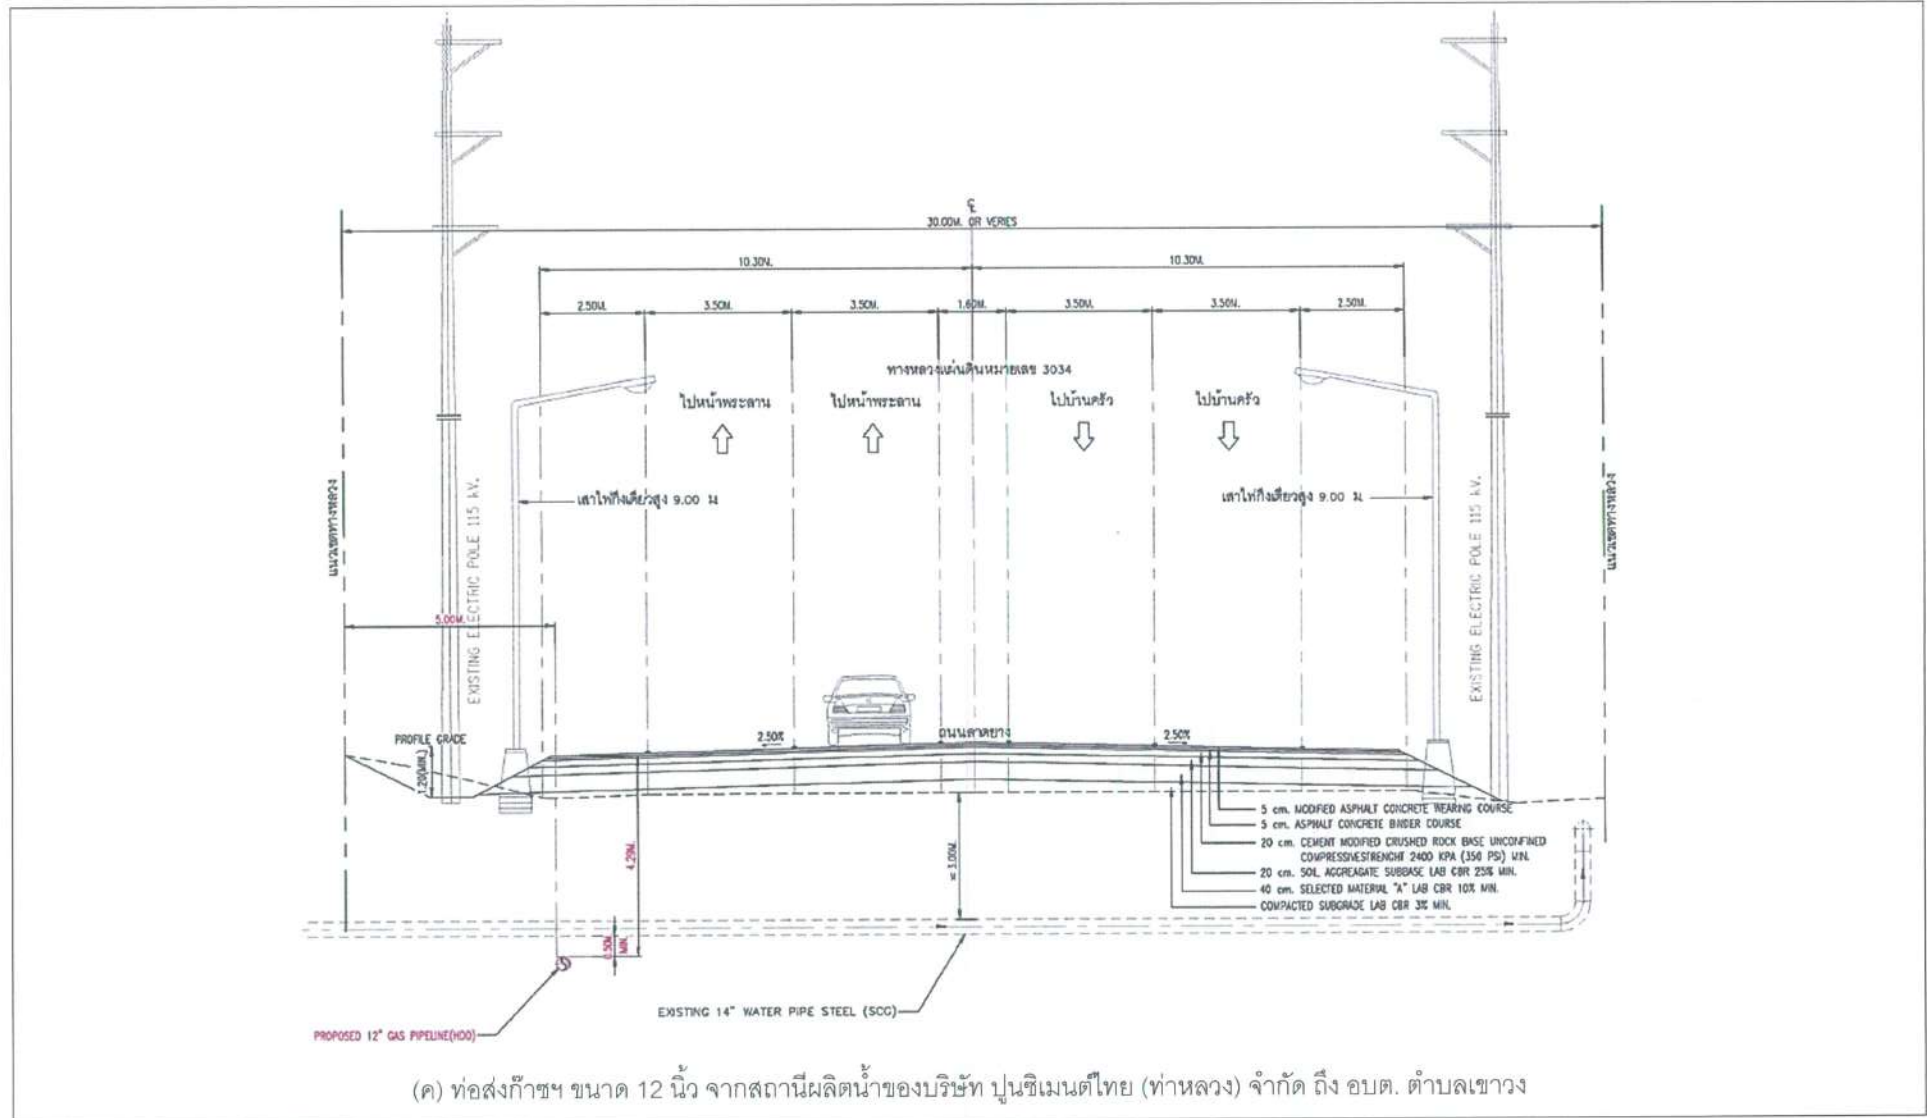 ℄
30.00M. OR VERIES
10.30M. 10.30M.
2.50M. 3.50M. 3.50M. 1.60M. 3.50M. 3.50M. 2.50M.
ทางหลวงแผ่นดินหมายเลข 3034
ไปหน้าพระลาน ไปหน้าพระลาน ไปบ้านครัว ไปบ้านครัว
เสาไฟกิ่งเดี่ยวสูง 9.00 ม. เสาไฟกิ่งเดี่ยวสูง 9.00 ม.
แนวเขตทางหลวง
EXISTING ELECTRIC POLE 115 kV.
EXISTING ELECTRIC POLE 115 kV.
แนวเขตทางหลวง
5.00M.
PROFILE GRADE
1.20(MIN.)
2.50% ถนนลาดยาง 2.50%
5 cm. MODIFIED ASPHALT CONCRETE WEARING COURSE
5 cm. ASPHALT CONCRETE BINDER COURSE
20 cm. CEMENT MODIFIED CRUSHED ROCK BASE UNCONFINED
COMPRESSIVESTRENGHT 2400 KPA (350 PSI) MIN.
20 cm. SOIL AGGREAGATE SUBBASE LAB CBR 25% MIN.
40 cm. SELECTED MATERIAL "A" LAB CBR 10% MIN.
COMPACTED SUBGRADE LAB CBR 3% MIN.
4.29M.
3.00M.
0.50M.
MIN.
EXISTING 14" WATER PIPE STEEL (SCG)
PROPOSED 12" GAS PIPELINE(HDD)
(ค) ท่อส่งก๊าซฯ ขนาด 12 นิ้ว จากสถานีผลิตน้ำของบริษัท ปูนซิเมนต์ไทย (ท่าหลวง) จำกัด ถึง อบต. ตำบลเขาวง